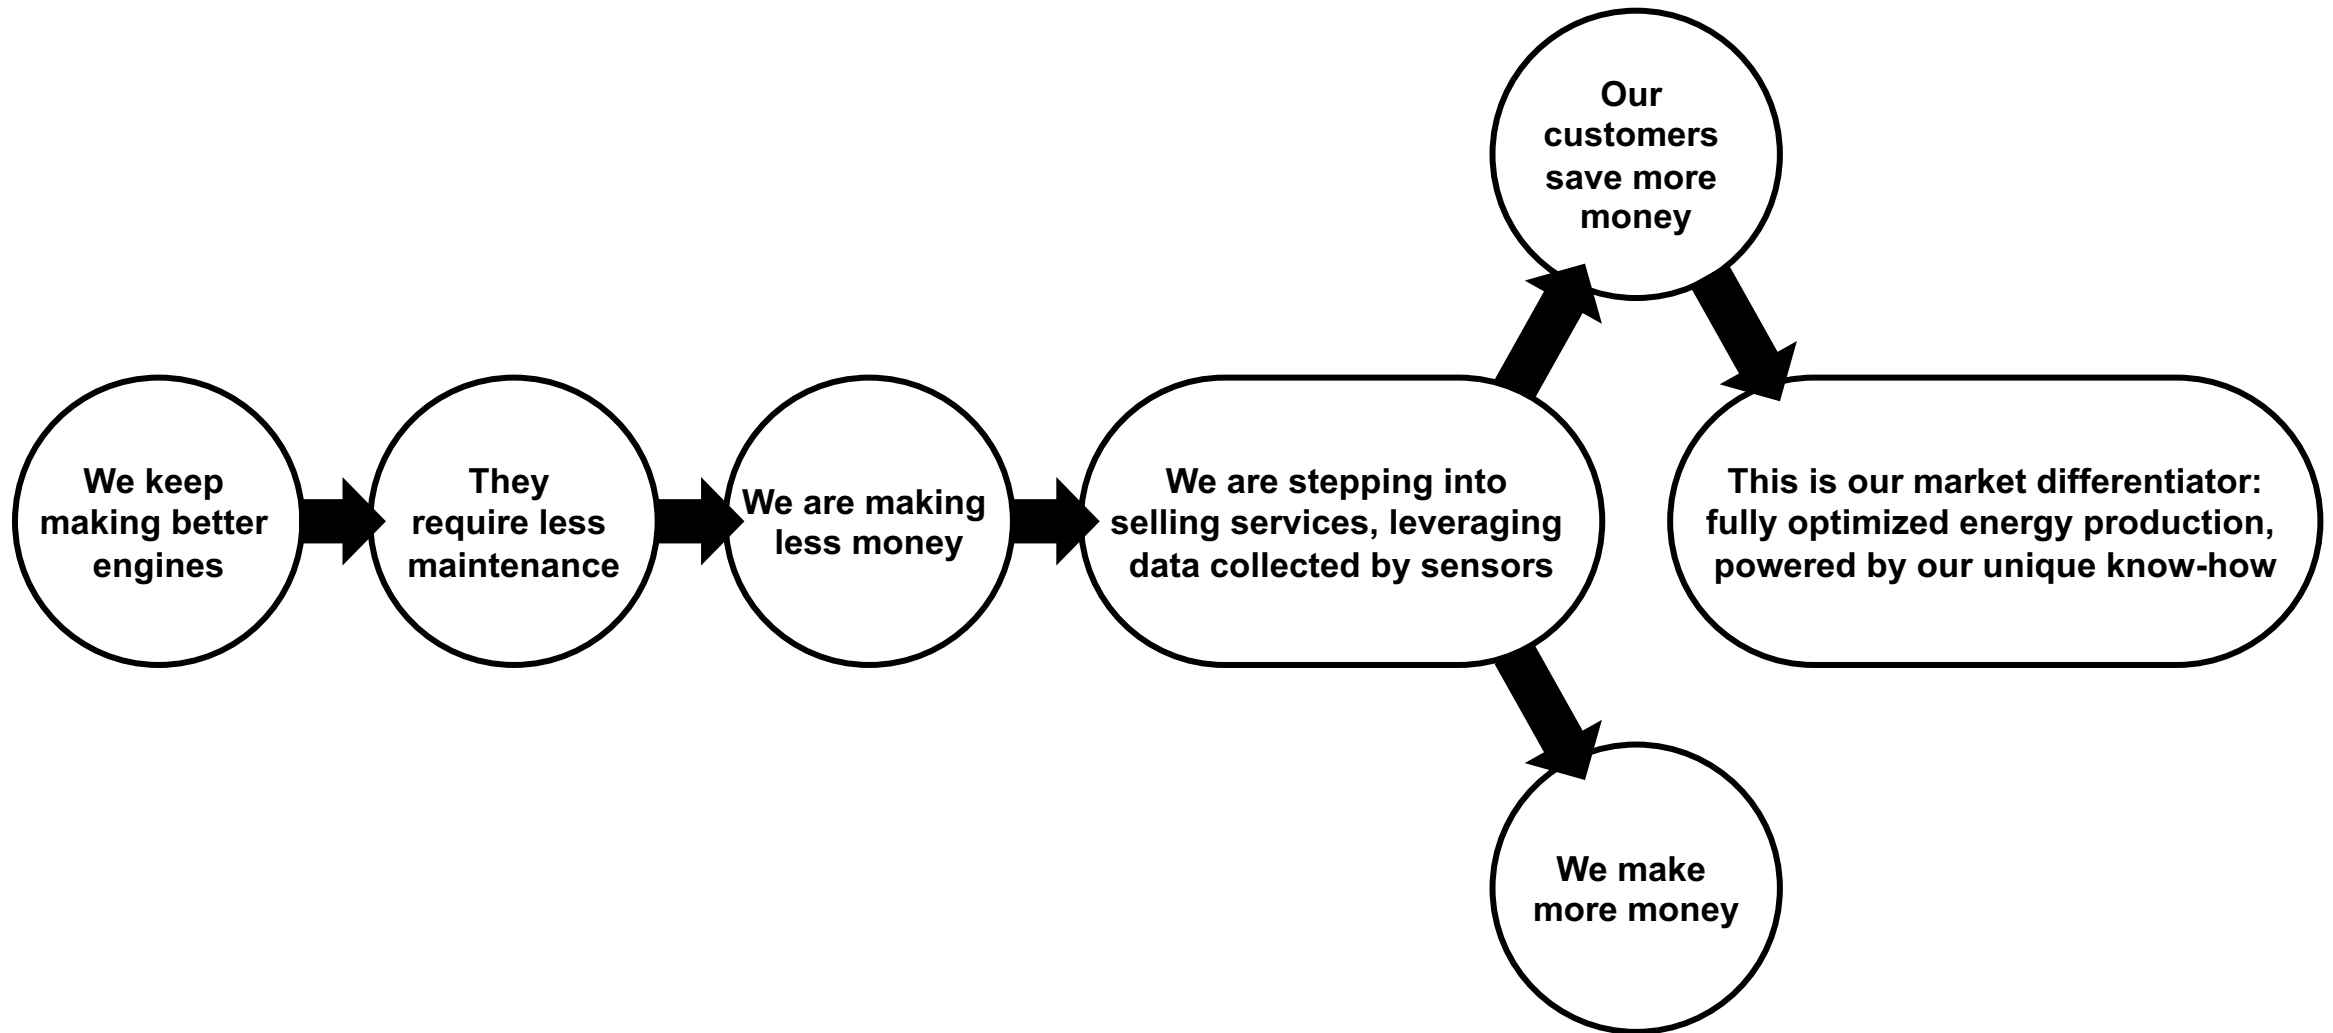 We keep
making better
engines
They
require less
maintenance
We are making
less money
We are stepping into
selling services, leveraging
data collected by sensors
Our
customers
save more
money
This is our market differentiator:
fully optimized energy production,
powered by our unique know-how
We make
more money